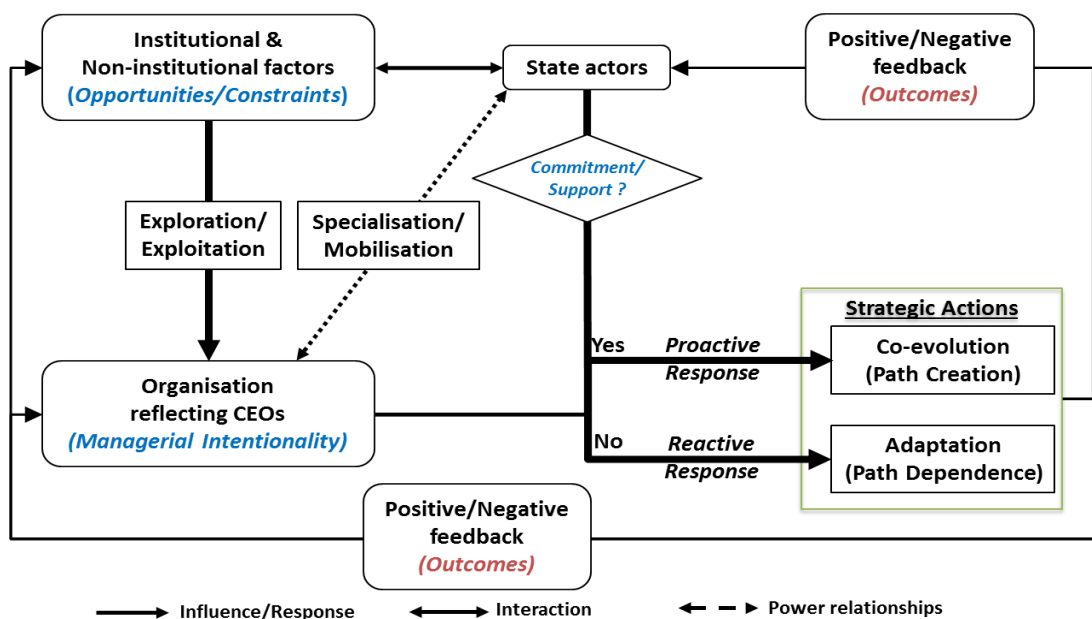 Institutional &
Non-institutional factors
(Opportunities/Constraints)
State actors
Positive/Negative
feedback
(Outcomes)
Commitment/
Support ?
Exploration/
Exploitation
Specialisation/
Mobilisation
Strategic Actions
Yes
Proactive
Response
Co-evolution
(Path Creation)
Organisation
reflecting CEOs
(Managerial Intentionality)
No
Reactive
Response
Adaptation
(Path Dependence)
Positive/Negative
feedback
(Outcomes)
Influence/Response
Interaction
Power relationships